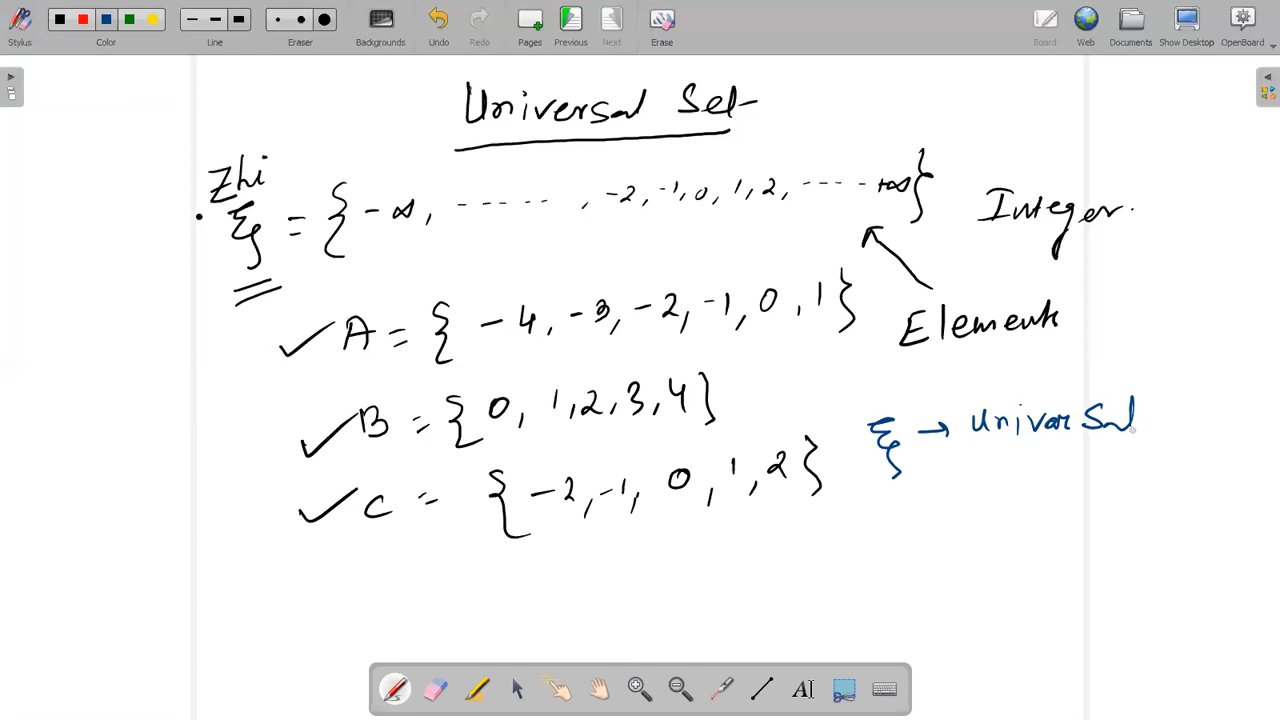 Stylus Color Line Eraser Backgrounds Undo Redo Pages Previous Next Erase Board Web Documents Show Desktop OpenBoard
Universal Set
Zhi
ξ = { -∞, ------ , -2, -1, 0, 1, 2, ---- +∞} Integer.
A = { -4, -3, -2, -1, 0, 1}
Elements
B = {0, 1, 2, 3, 4}
ξ → Universal
C = {-2, -1, 0, 1, 2}